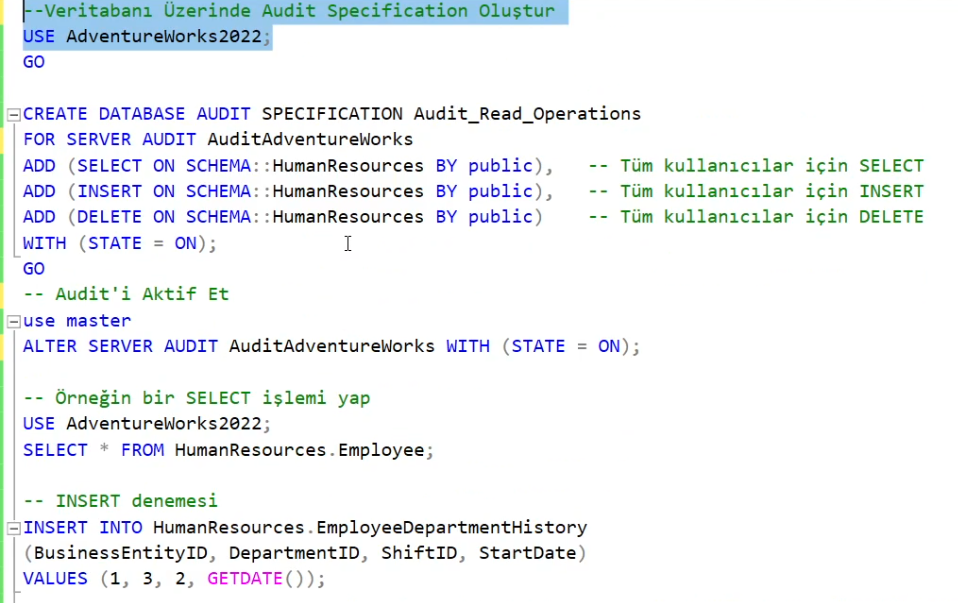 --Veritabanı Üzerinde Audit Specification Oluştur
USE AdventureWorks2022;
GO
CREATE DATABASE AUDIT SPECIFICATION Audit_Read_Operations
FOR SERVER AUDIT AuditAdventureWorks
ADD (SELECT ON SCHEMA::HumanResources BY public),   -- Tüm kullanıcılar için SELECT
ADD (INSERT ON SCHEMA::HumanResources BY public),   -- Tüm kullanıcılar için INSERT
ADD (DELETE ON SCHEMA::HumanResources BY public)    -- Tüm kullanıcılar için DELETE
WITH (STATE = ON);
GO
-- Audit'i Aktif Et
use master
ALTER SERVER AUDIT AuditAdventureWorks WITH (STATE = ON);
-- Örneğin bir SELECT işlemi yap
USE AdventureWorks2022;
SELECT * FROM HumanResources.Employee;
-- INSERT denemesi
INSERT INTO HumanResources.EmployeeDepartmentHistory
(BusinessEntityID, DepartmentID, ShiftID, StartDate)
VALUES (1, 3, 2, GETDATE());